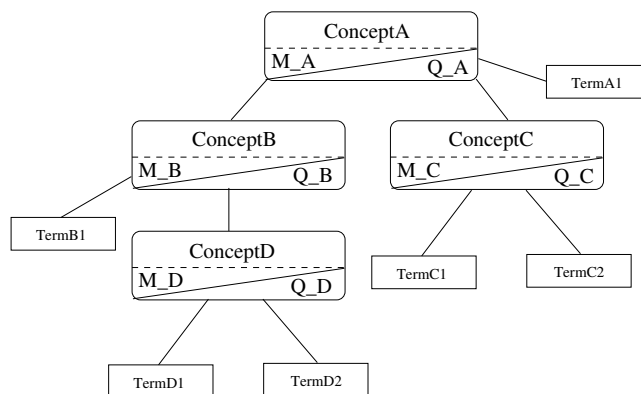 ConceptA
M_A
Q_A
TermA1
ConceptB
M_B
Q_B
ConceptC
M_C
Q_C
TermB1
ConceptD
M_D
Q_D
TermC1
TermC2
TermD1
TermD2